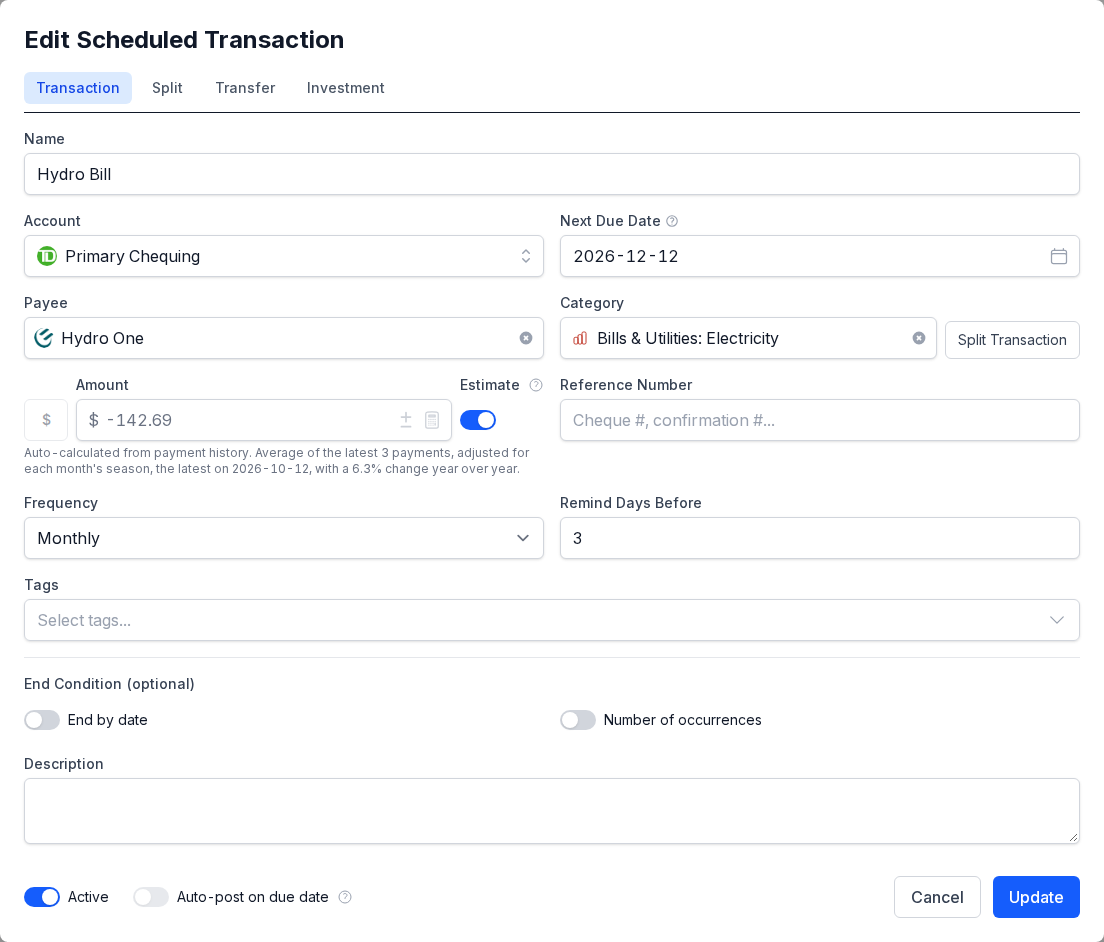 Edit Scheduled Transaction
Transaction Split Transfer Investment
Name
Hydro Bill
Account Next Due Date ?
TD Primary Chequing 2026-12-12
Payee Category
Hydro One Bills & Utilities: Electricity Split Transaction
Amount Estimate ? Reference Number
$ $ -142.69 Cheque #, confirmation #...
Auto-calculated from payment history. Average of the latest 3 payments, adjusted for
each month's season, the latest on 2026-10-12, with a 6.3% change year over year.
Frequency Remind Days Before
Monthly 3
Tags
Select tags...
End Condition (optional)
End by date Number of occurrences
Description
Active Auto-post on due date ? Cancel Update